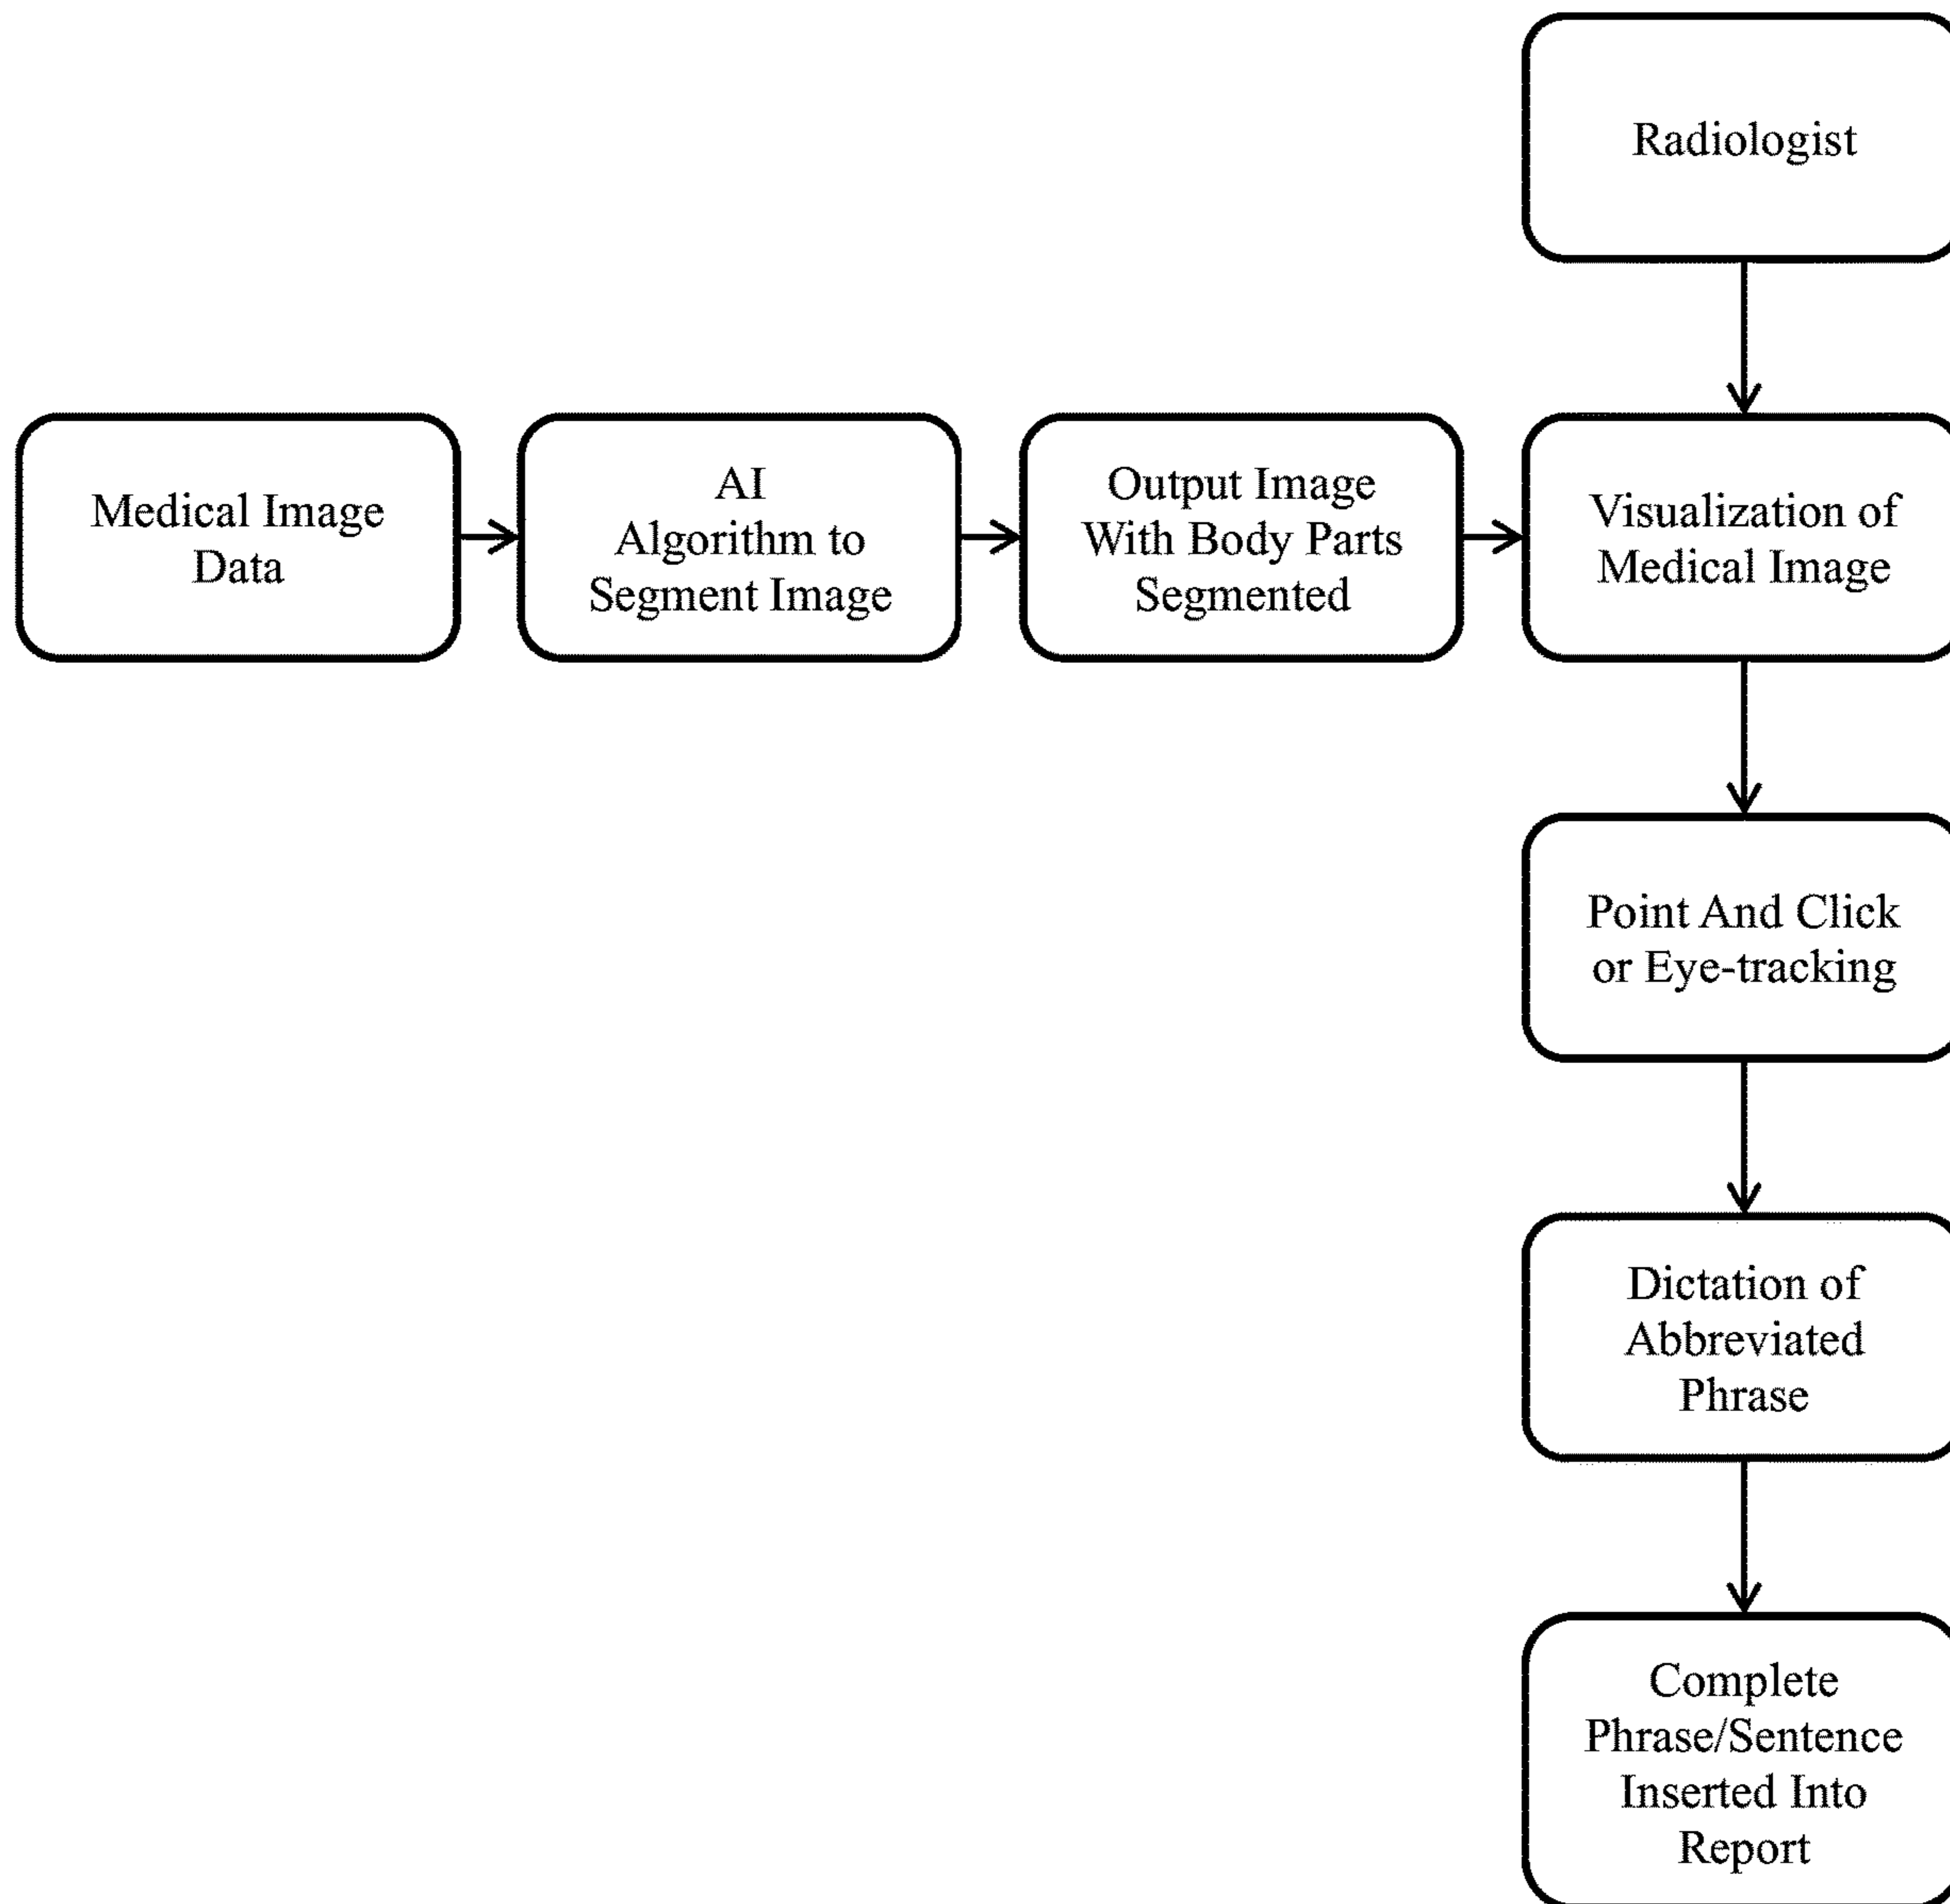 Radiologist
Medical Image
Data
AI
Algorithm to
Segment Image
Output Image
With Body Parts
Segmented
Visualization of
Medical Image
Point And Click
or Eye-tracking
Dictation of
Abbreviated
Phrase
Complete
Phrase/Sentence
Inserted Into
Report